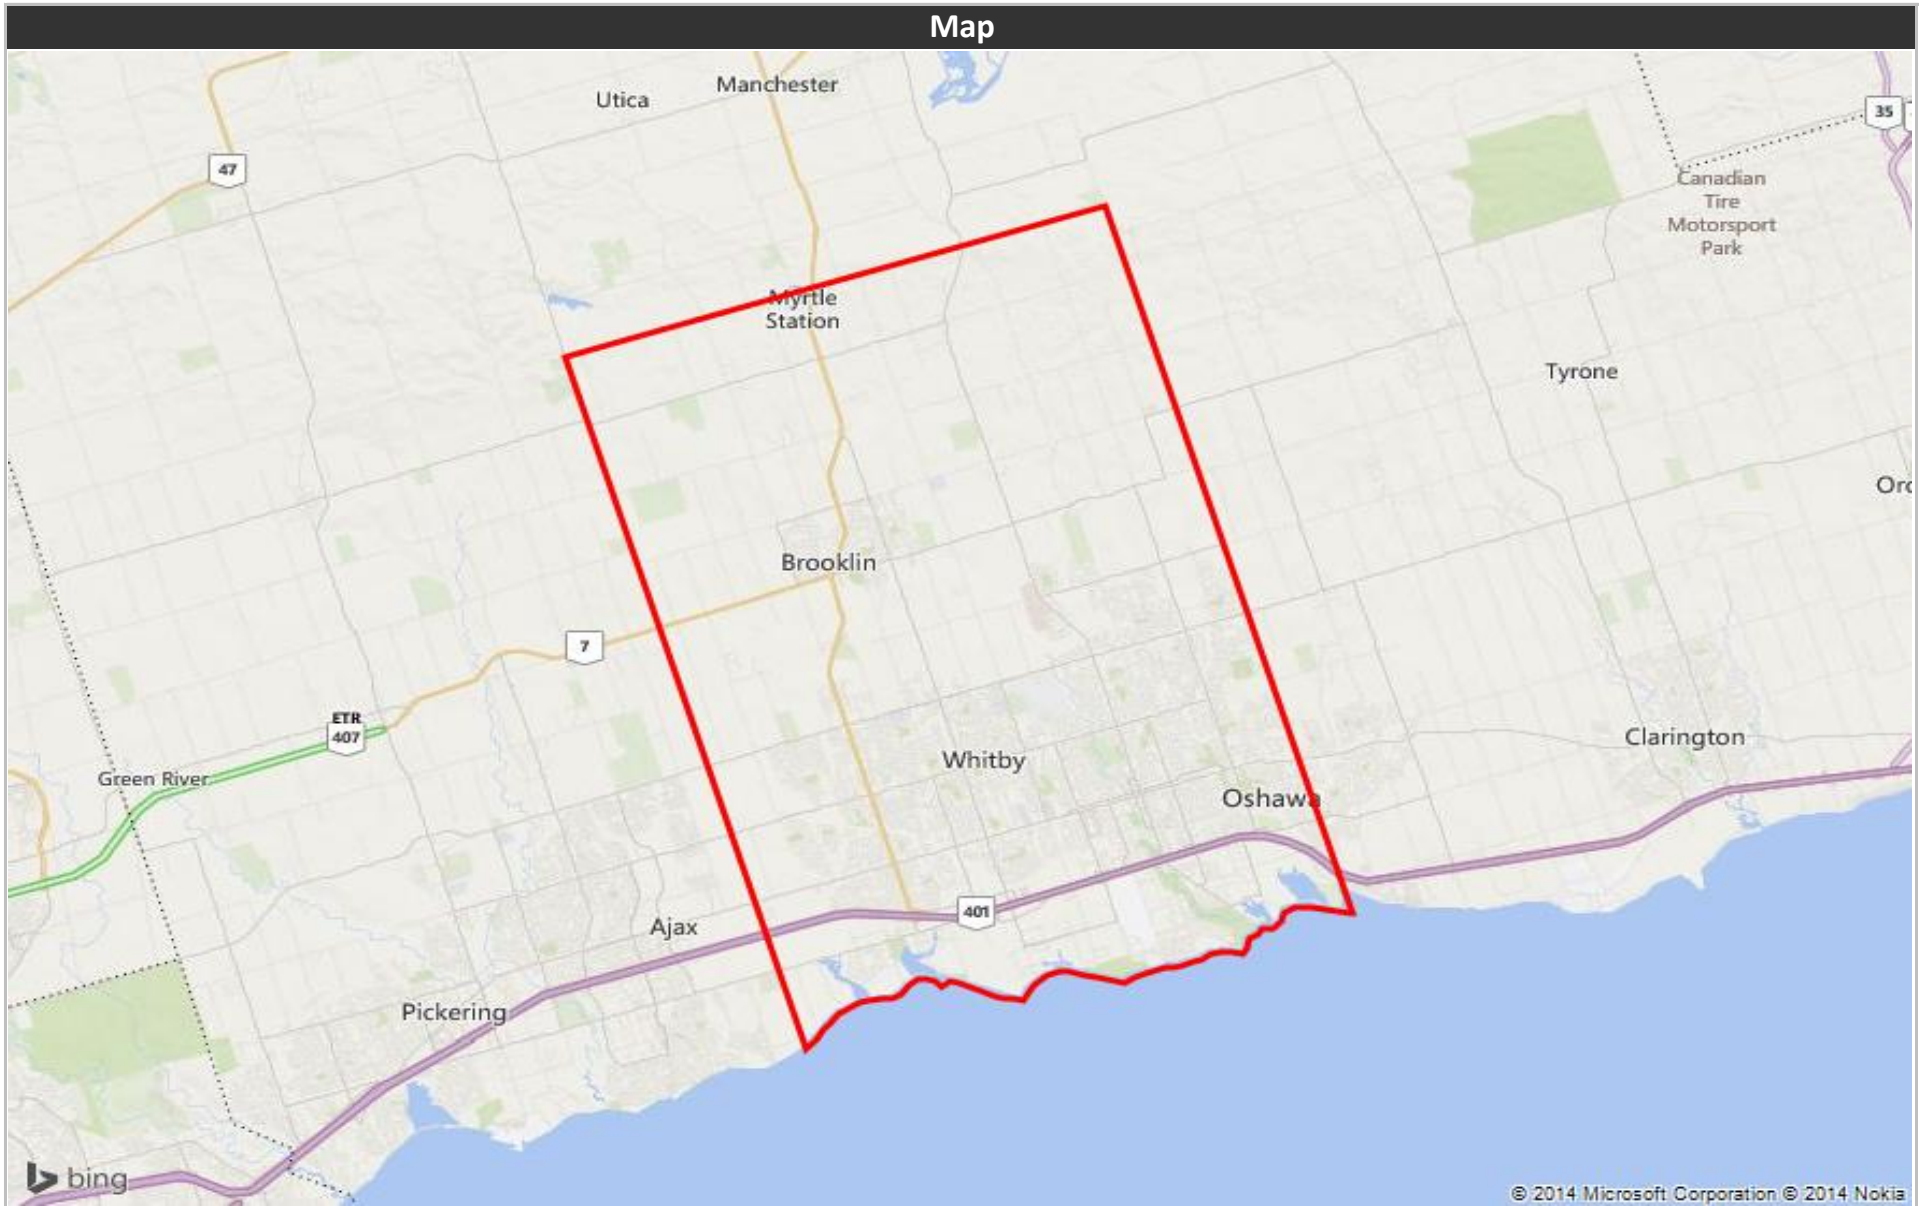 Map
Utica
Manchester
35
47
Canadian
Tire
Motorsport
Park
Myrtle
Station
Tyrone
Brooklin
7
ETR
407
Green River
Whitby
Clarington
Oshawa
401
Ajax
Pickering
bing
© 2014 Microsoft Corporation © 2014 Nokia